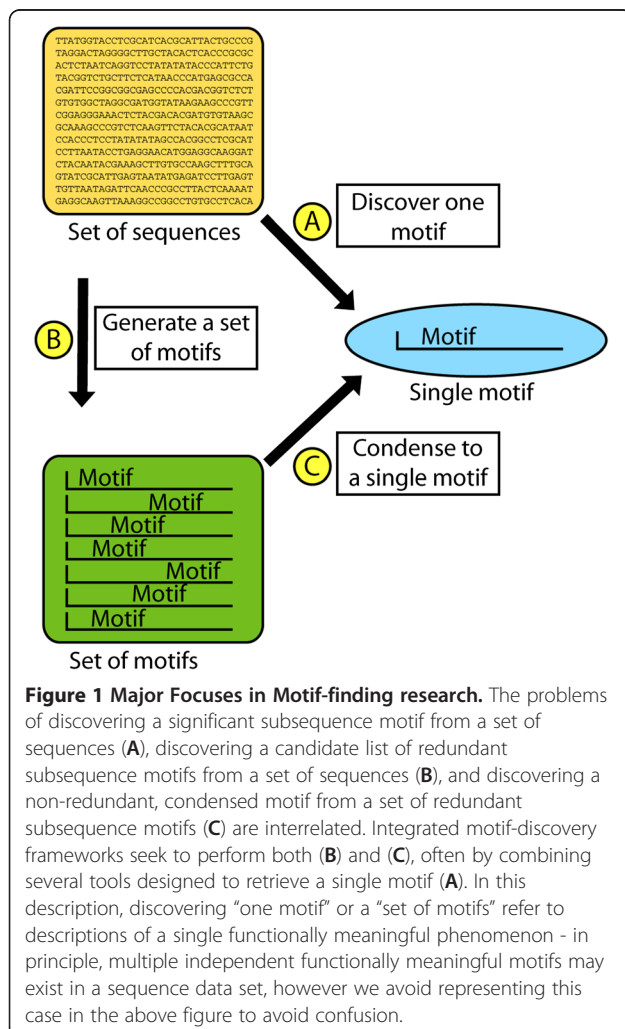 TTATGGTACCTCGCATCACGCATTACTGCCCG
TAGGACTAGGGGCTTGCTACACTCACCCGCGC
ACTCTAATCAGGTCCTATATATACCCATTCTG
TACGGTCTGCTTCTCATAACCCATGAGCGCCA
CGATTCCGGCGGCGAGCCCCACGACGGTCTCT
GTGTGGCTAGGCGATGGTATAAGAAGCCCGTT
CGGAGGGAAACTCTACGACACGATGTGTAAGC
GCAAAGCCCGTCTCAAGTTCTACACGCATAAT
CCACCCTCCTATATATAGCCACGGCCTCGCAT
CCTTAATACCTGAGGAACATGGAGGCAAGGAT
CTACAATACGAAAGCTTGTGCCAAGCTTTGCA
GTATCGCATTGAGTAATATGAGATCCTTGAGT
TGTTAATAGATTCAACCCGCCTTACTCAAAAT
GAGGCAAGTTAAAGGCCGGCCTGTGCCTCACA
Set of sequences
A
Discover one
motif
B
Generate a set
of motifs
Motif
Single motif
C
Condense to
a single motif
Motif
Motif
Motif
Motif
Motif
Motif
Motif
Set of motifs
Figure 1 Major Focuses in Motif-finding research. The problems
of discovering a significant subsequence motif from a set of
sequences (A), discovering a candidate list of redundant
subsequence motifs from a set of sequences (B), and discovering a
non-redundant, condensed motif from a set of redundant
subsequence motifs (C) are interrelated. Integrated motif-discovery
frameworks seek to perform both (B) and (C), often by combining
several tools designed to retrieve a single motif (A). In this
description, discovering “one motif” or a “set of motifs” refer to
descriptions of a single functionally meaningful phenomenon - in
principle, multiple independent functionally meaningful motifs may
exist in a sequence data set, however we avoid representing this
case in the above figure to avoid confusion.